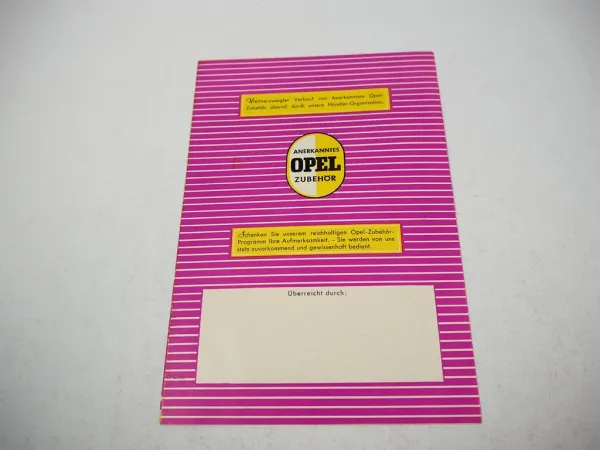 Verkauf von Anerkanntem Opel-
Zubehör überall durch unsere Händler-Organisation.
ANERKANNTES
OPEL
ZUBEHÖR
Schenken Sie unserem reichhaltigen Opel-Zubehör-
Programm Ihre Aufmerksamkeit. – Sie werden von uns
stets zuvorkommend und gewissenhaft bedient.
Überreicht durch: